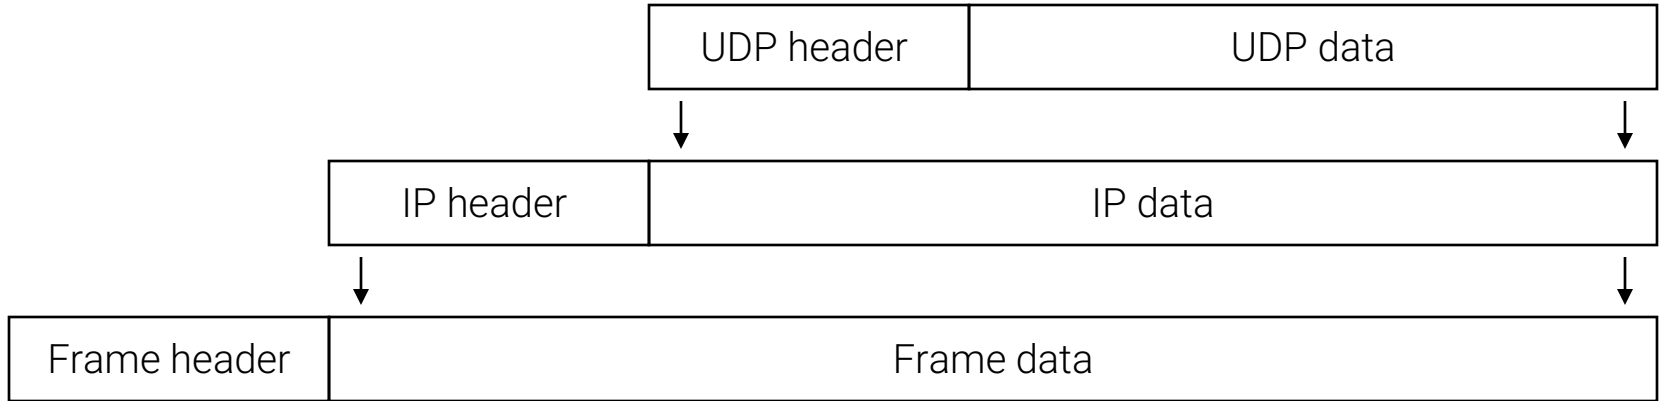 UDP header UDP data
IP header IP data
Frame header Frame data